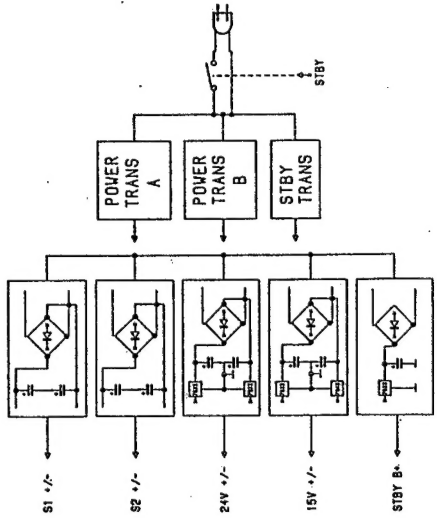 STBY
POWER
TRANS
A
POWER
TRANS
B
STBY
TRANS
S1 +/-
S2 +/-
24V +/-
15V +/-
STBY B+